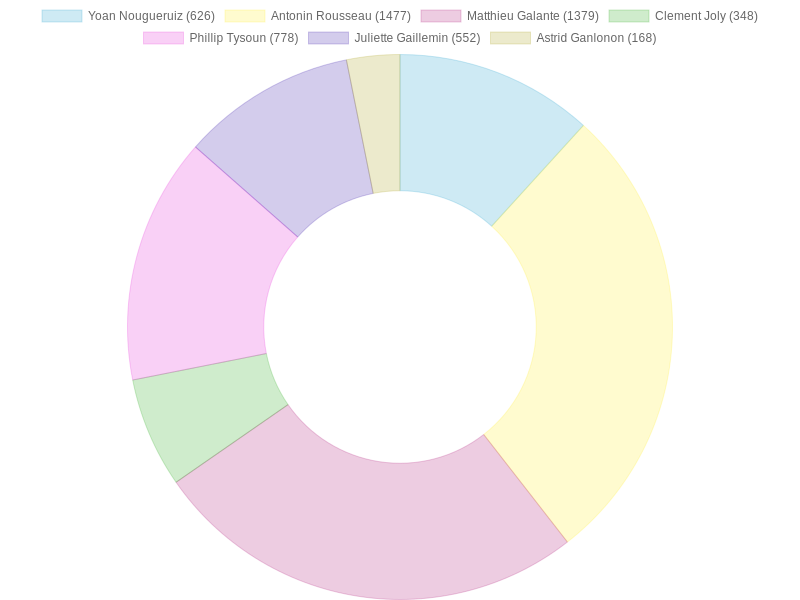 Yoan Nougueruiz (626) Antonin Rousseau (1477) Matthieu Galante (1379) Clement Joly (348)
Phillip Tysoun (778) Juliette Gaillemin (552) Astrid Ganlonon (168)